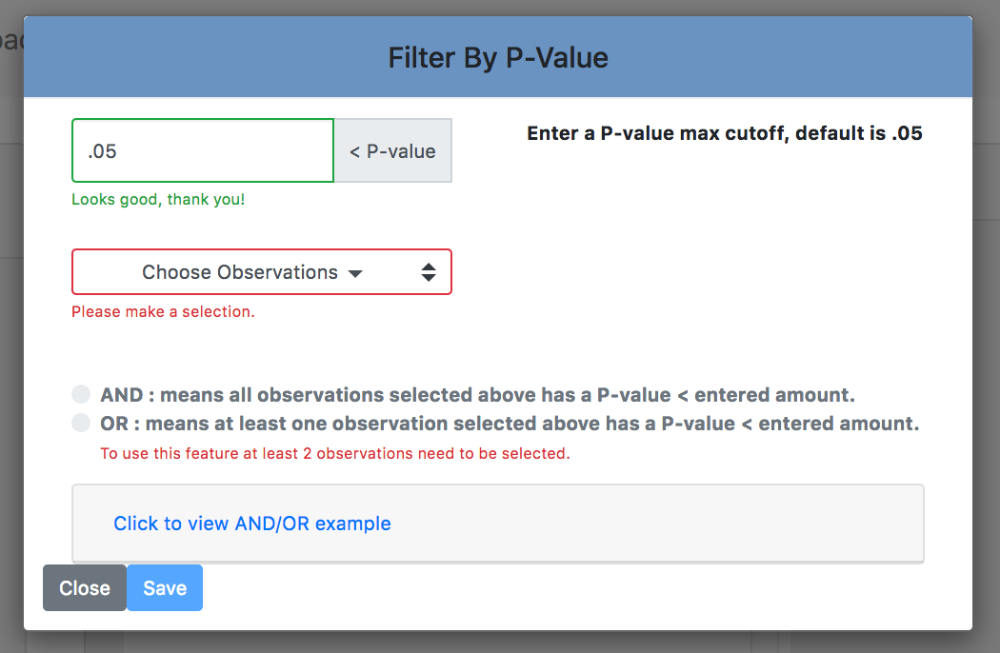 Filter By P-Value
.05
< P-value
Enter a P-value max cutoff, default is .05
Looks good, thank you!
Choose Observations
Please make a selection.
AND : means all observations selected above has a P-value < entered amount.
OR : means at least one observation selected above has a P-value < entered amount.
To use this feature at least 2 observations need to be selected.
Click to view AND/OR example
Close
Save